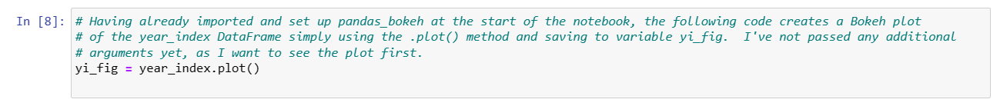 In [8]: # Having already imported and set up pandas_bokeh at the start of the notebook, the following code creates a Bokeh plot
# of the year_index DataFrame simply using the .plot() method and saving to variable yi_fig.  I've not passed any additional
# arguments yet, as I want to see the plot first.
yi_fig = year_index.plot()